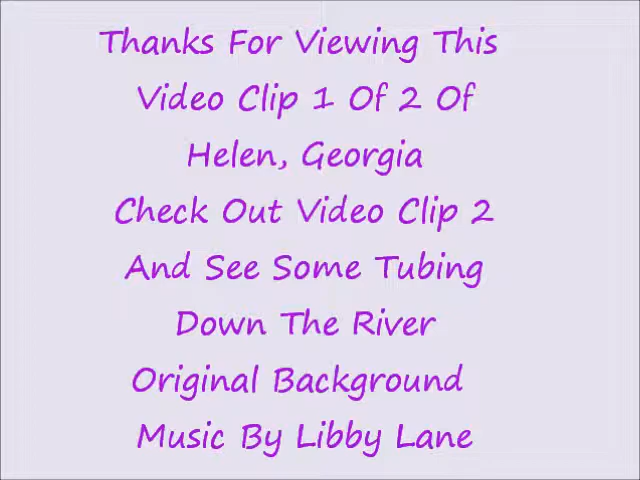 Thanks For Viewing This
Video Clip 1 Of 2 Of
Helen, Georgia
Check Out Video Clip 2
And See Some Tubing
Down The River
Original Background
Music By Libby Lane